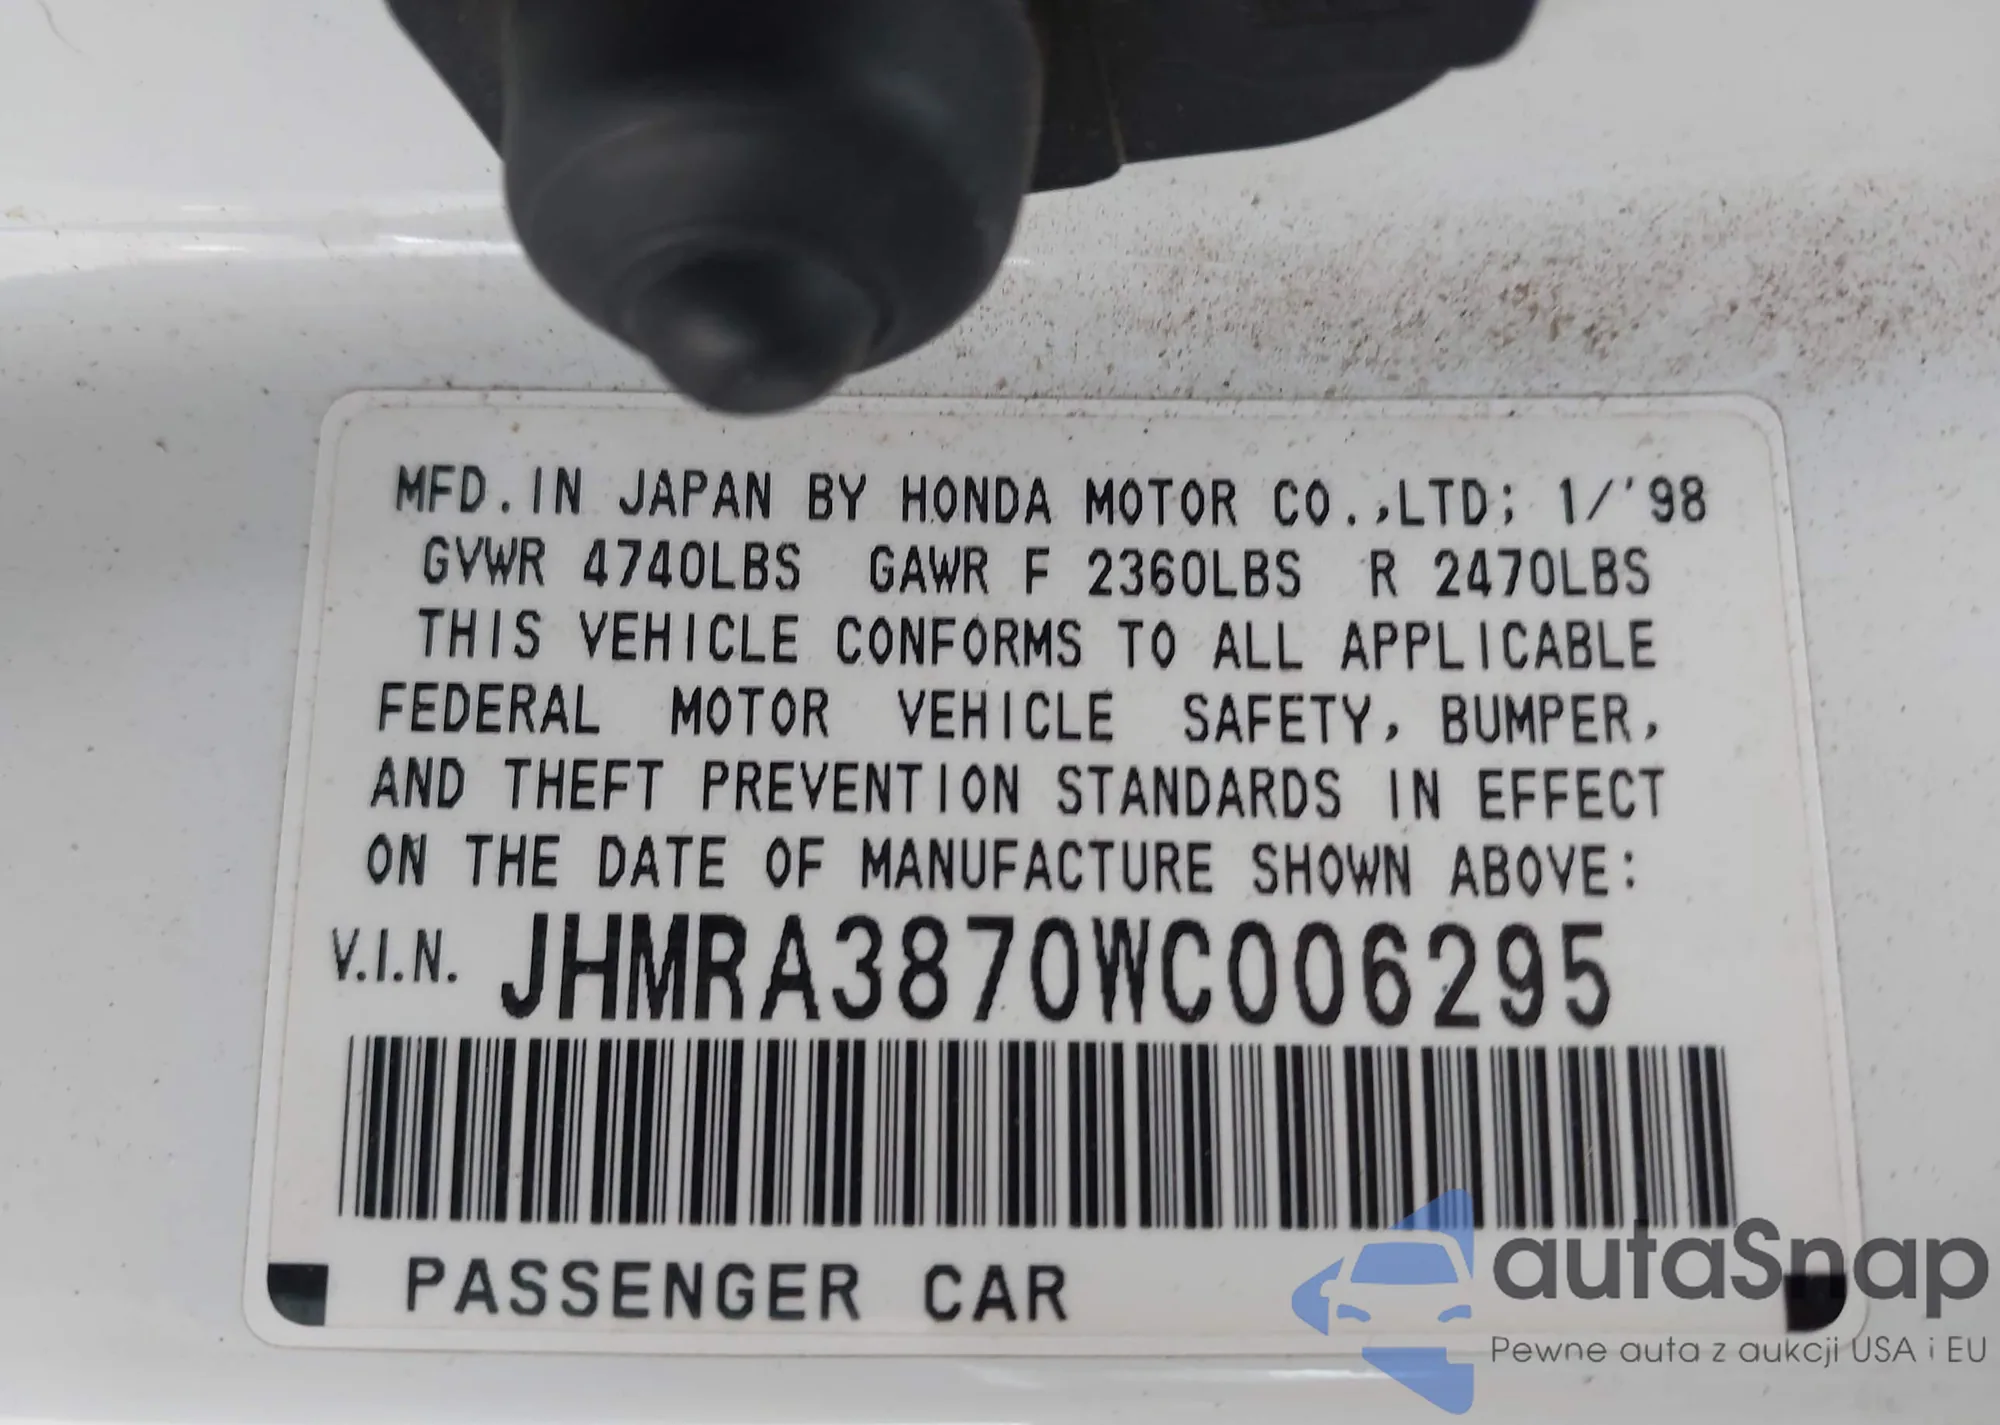 MFD. IN JAPAN BY HONDA MOTOR CO.,LTD; 1/'98
GVWR 4740LBS GAWR F 2360LBS R 2470LBS
THIS VEHICLE CONFORMS TO ALL APPLICABLE
FEDERAL MOTOR VEHICLE SAFETY, BUMPER,
AND THEFT PREVENTION STANDARDS IN EFFECT
ON THE DATE OF MANUFACTURE SHOWN ABOVE:
V.I.N. JHMRA3870WC006295
PASSENGER CAR
autaSnap
Pewne auta z aukcji USA i EU